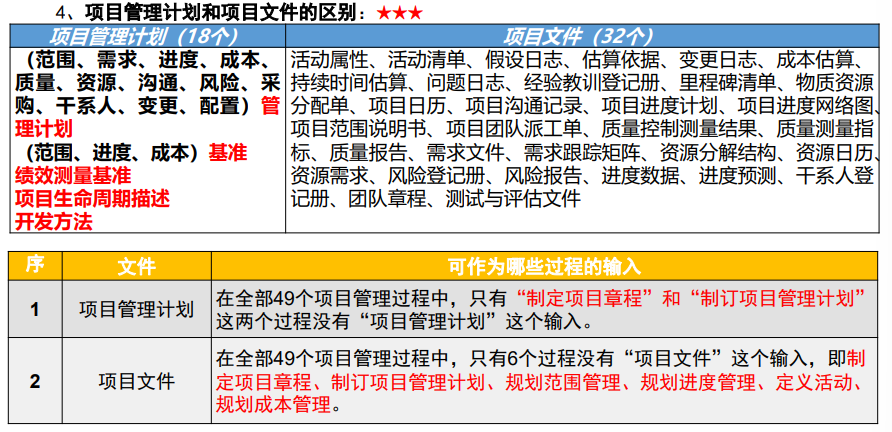 4、项目管理计划和项目文件的区别：★★★
项目管理计划（18个）
项目文件（32个）
（范围、需求、进度、成本、
质量、资源、沟通、风险、采
购、干系人、变更、配置）管
理计划
（范围、进度、成本）基准
绩效测量基准
项目生命周期描述
开发方法
活动属性、活动清单、假设日志、估算依据、变更日志、成本估算、
持续时间估算、问题日志、经验教训登记册、里程碑清单、物质资源
分配单、项目日历、项目沟通记录、项目进度计划、项目进度网络图、
项目范围说明书、项目团队派工单、质量控制测量结果、质量测量指
标、质量报告、需求文件、需求跟踪矩阵、资源分解结构、资源日历、
资源需求、风险登记册、风险报告、进度数据、进度预测、干系人登
记册、团队章程、测试与评估文件
序 文件 可作为哪些过程的输入
1 项目管理计划
在全部49个项目管理过程中，只有“制定项目章程”和“制订项目管理计划”
这两个过程没有“项目管理计划”这个输入。
2 项目文件
在全部49个项目管理过程中，只有6个过程没有“项目文件”这个输入，即制
定项目章程、制订项目管理计划、规划范围管理、规划进度管理、定义活动、
规划成本管理。